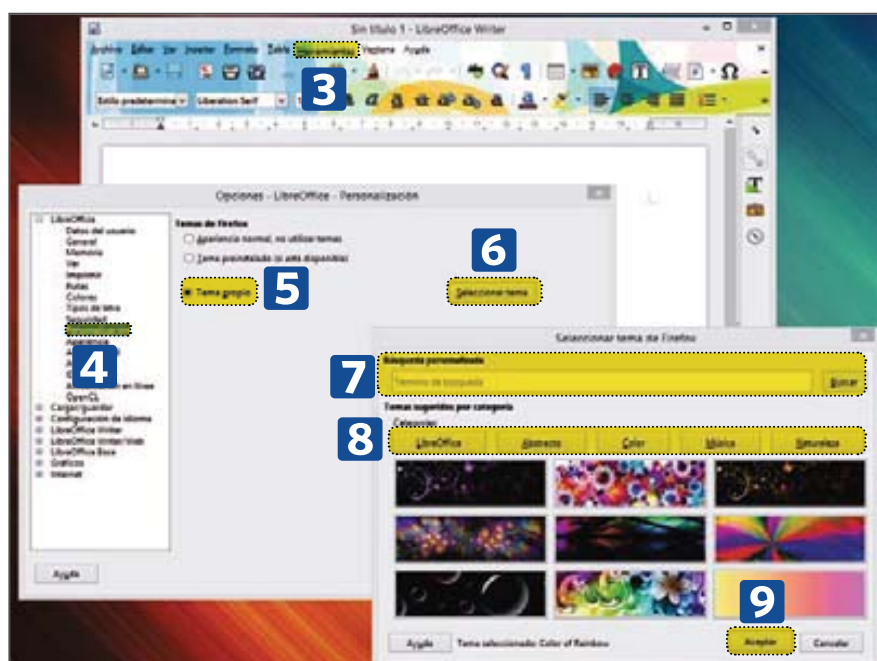 Sin título 1 - LibreOffice Writer
Archivo Editar Ver Insertar Formato Tabla Herramientas Ventana Ayuda
3
Estilo predetermina
Liberation Serif
Opciones - LibreOffice - Personalización
LibreOffice
Datos del usuario
General
Memoria
Ver
Imprimir
Rutas
Colores
Tipos de letra
Seguridad
Apariencia
4
en línea
OpenCL
Cargar/guardar
Configuración de idioma
LibreOffice Writer
LibreOffice Writer/Web
LibreOffice Base
Gráficos
Internet
Temas de Firefox
Apariencia normal, no utilizar temas
Tema preinstalado (si está disponible)
Tema propio
5
6
Seleccionar tema
Ayuda
Seleccionar tema de Firefox
Búsqueda personalizada
7
Término de búsqueda
Buscar
Temas sugeridos por categoría
Categorías
8
LibreOffice Abstracto Color Música Naturaleza
9
Ayuda
Tema seleccionado: Color of Rainbow
Aceptar
Cancelar